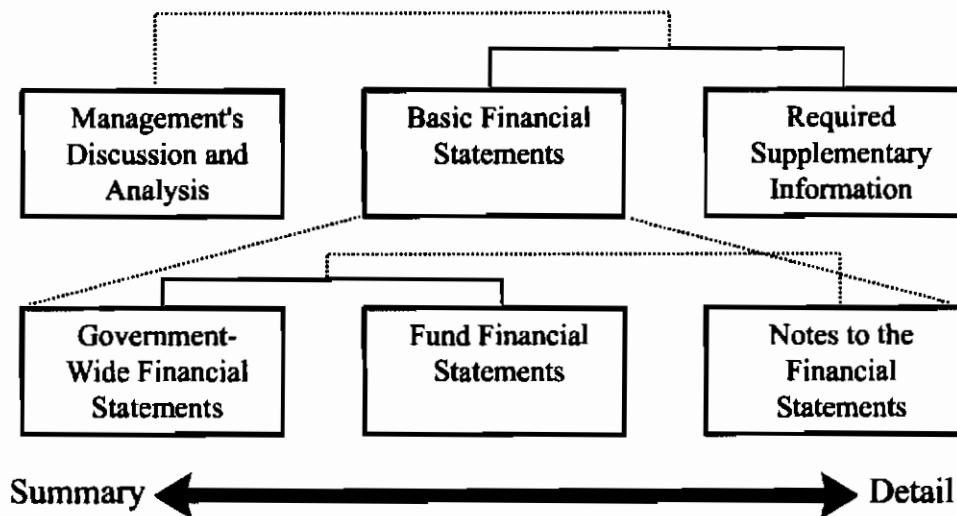 Management's
Discussion and
Analysis
Basic Financial
Statements
Required
Supplementary
Information
Government-
Wide Financial
Statements
Fund Financial
Statements
Notes to the
Financial
Statements
Summary
Detail